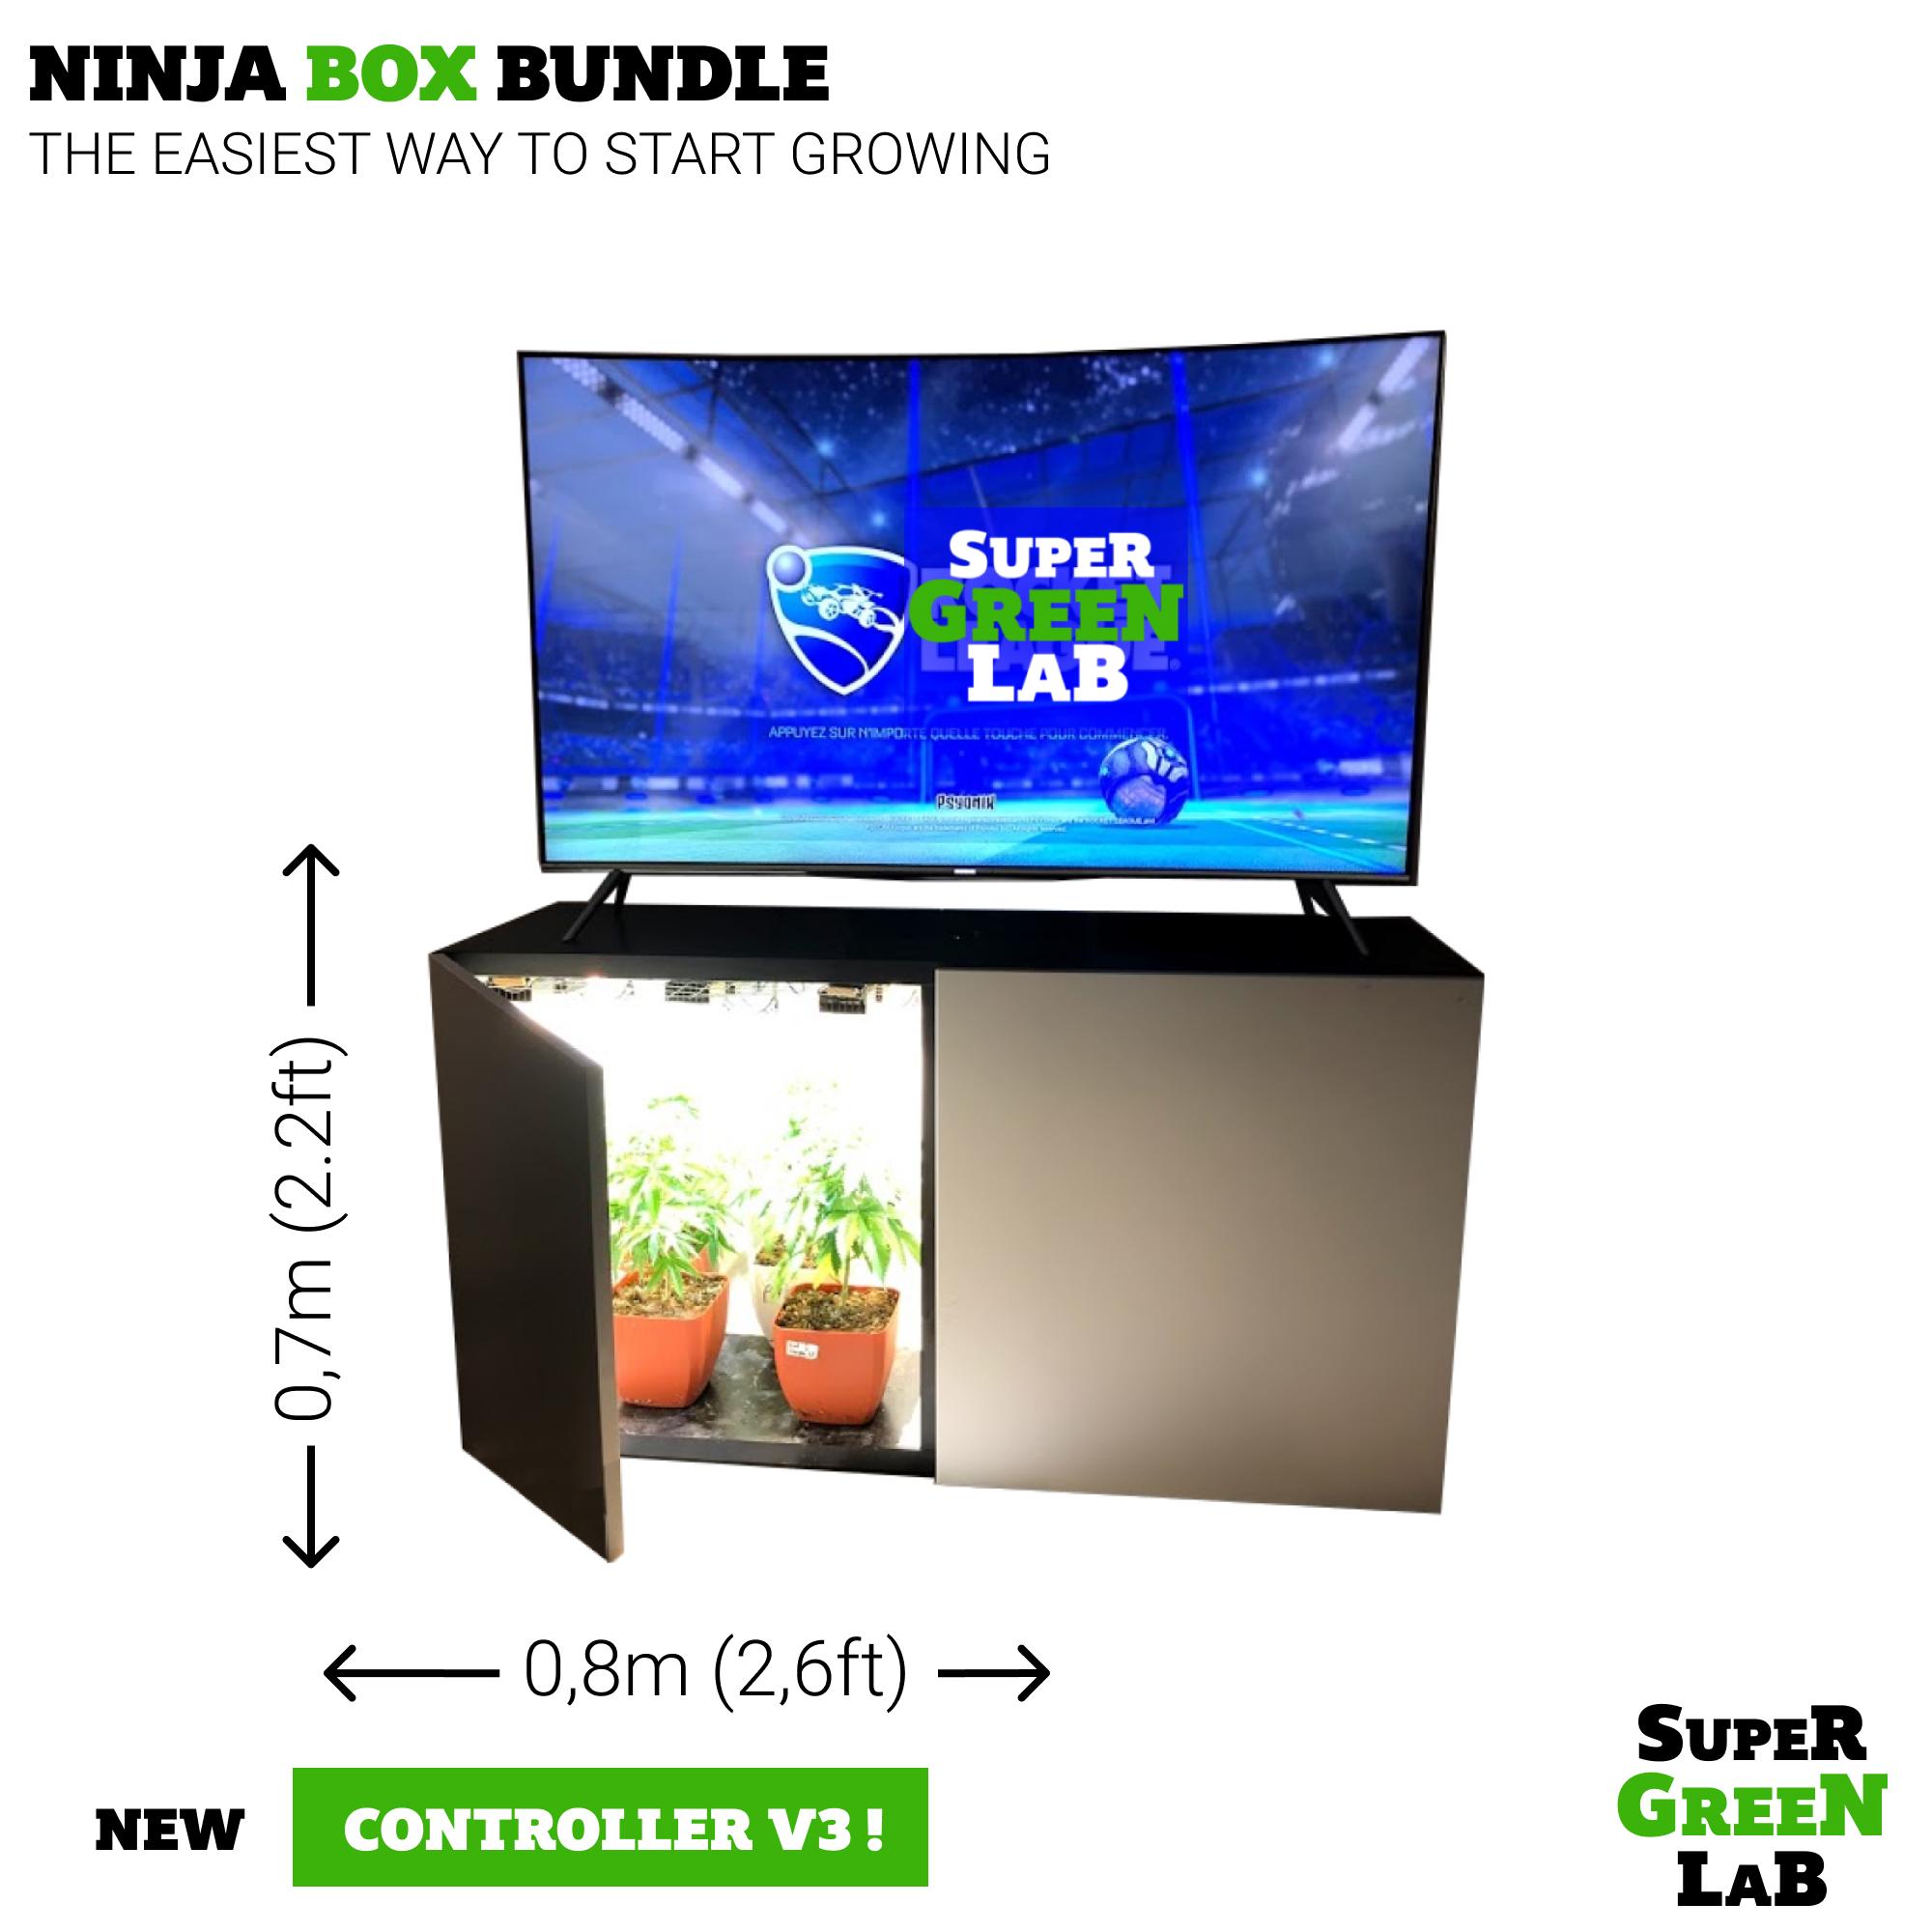 NINJA BOX BUNDLE
THE EASIEST WAY TO START GROWING
SUPER
GREEN
LAB
APPUYEZ SUR N'IMPORTE QUELLE TOUCHE POUR COMMENCER.
PSYONIX
0,7m (2.2ft)
0,8m (2,6ft)
NEW CONTROLLER V3 !
SUPER
GREEN
LAB